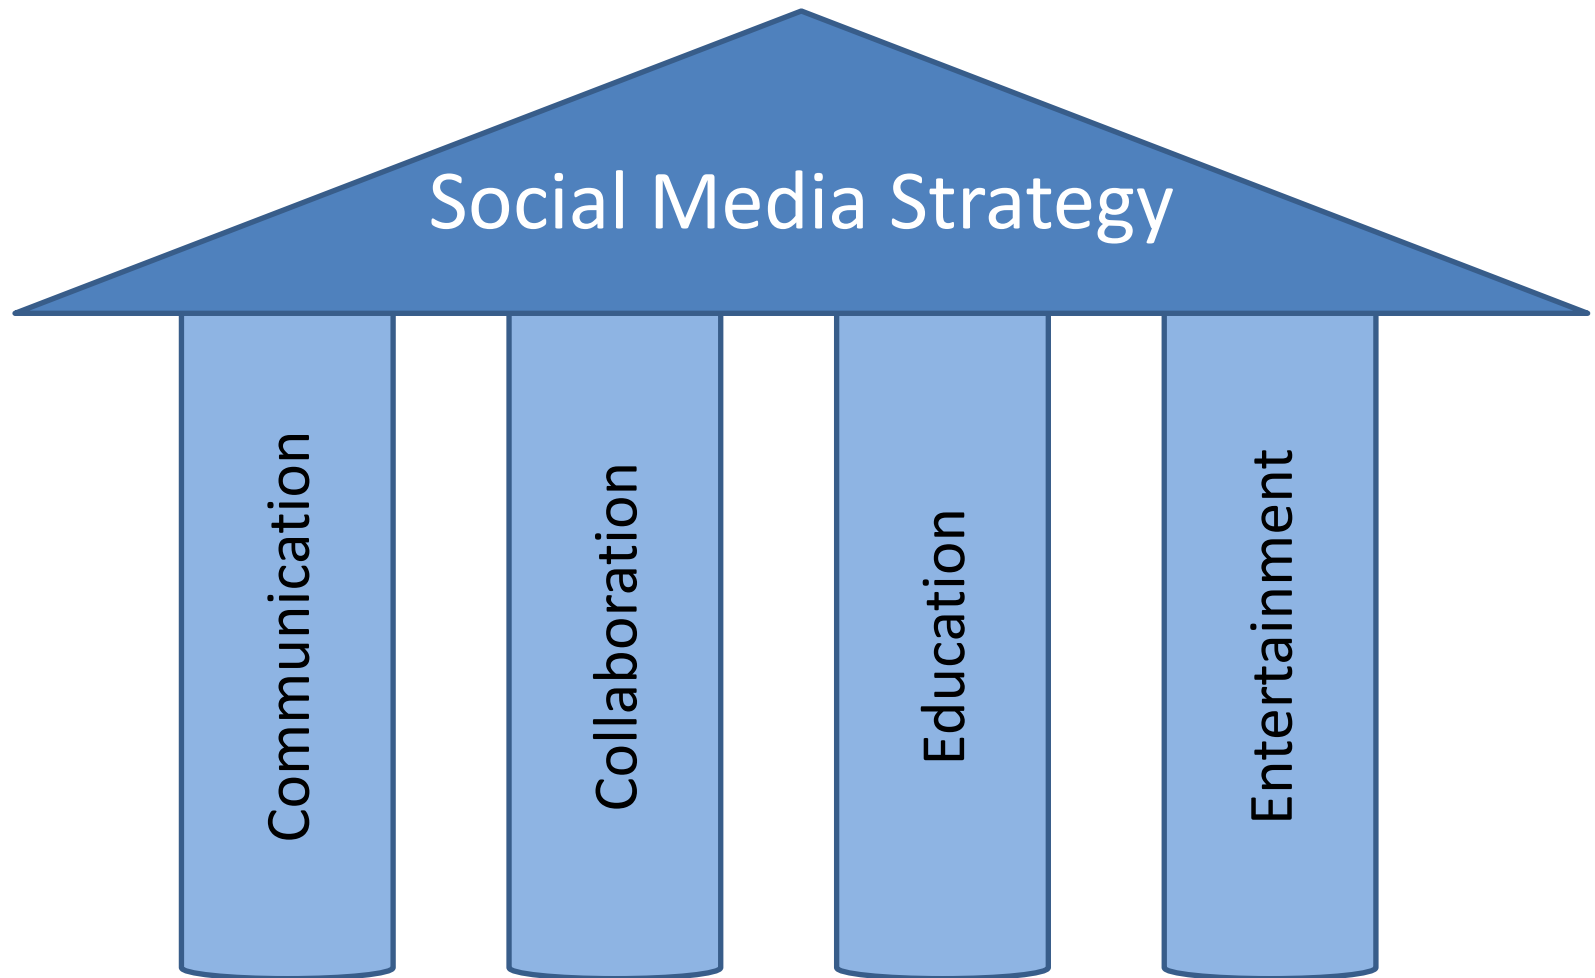 Social Media Strategy
Communication
Collaboration
Education
Entertainment